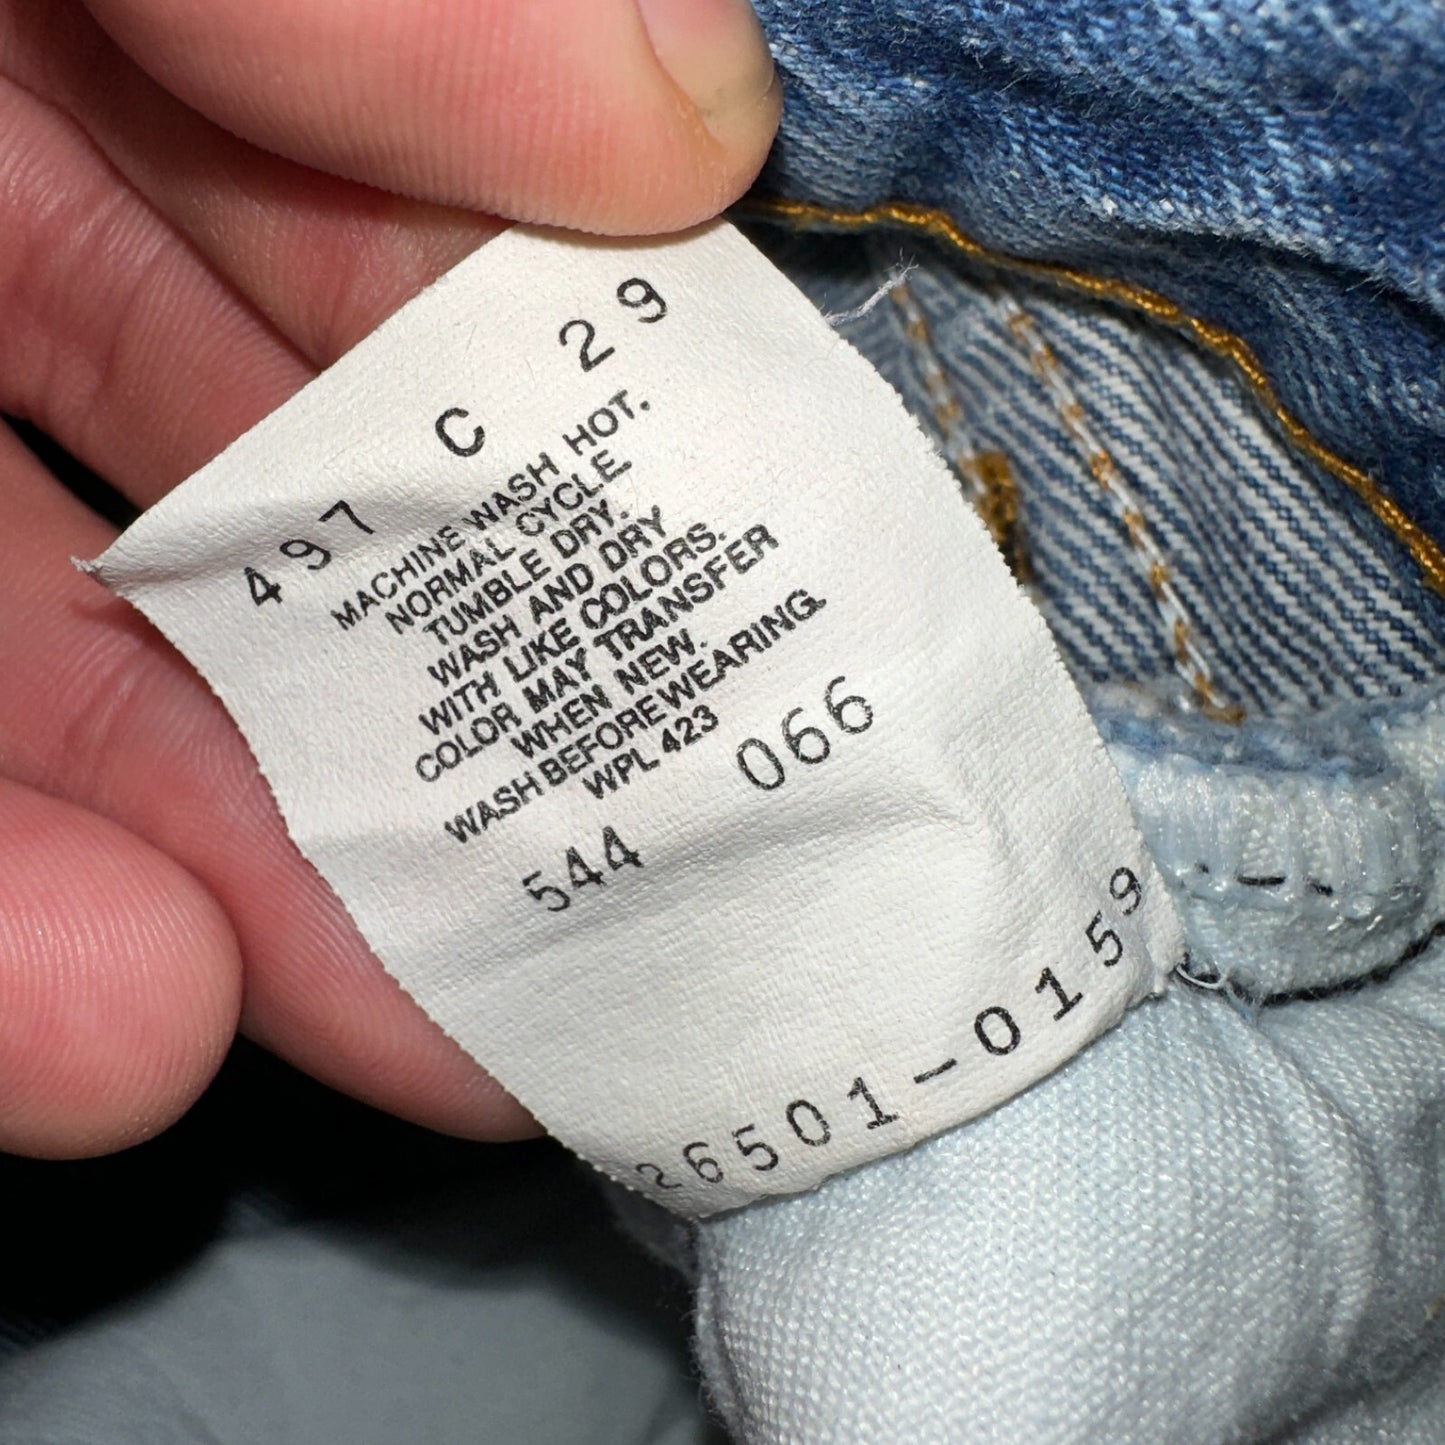 497 C 29
MACHINE WASH HOT.
NORMAL CYCLE.
TUMBLE DRY.
WASH AND DRY
WITH LIKE COLORS.
COLOR MAY TRANSFER
WHEN NEW.
WASH BEFORE WEARING.
WPL 423
544 066
26501-0159